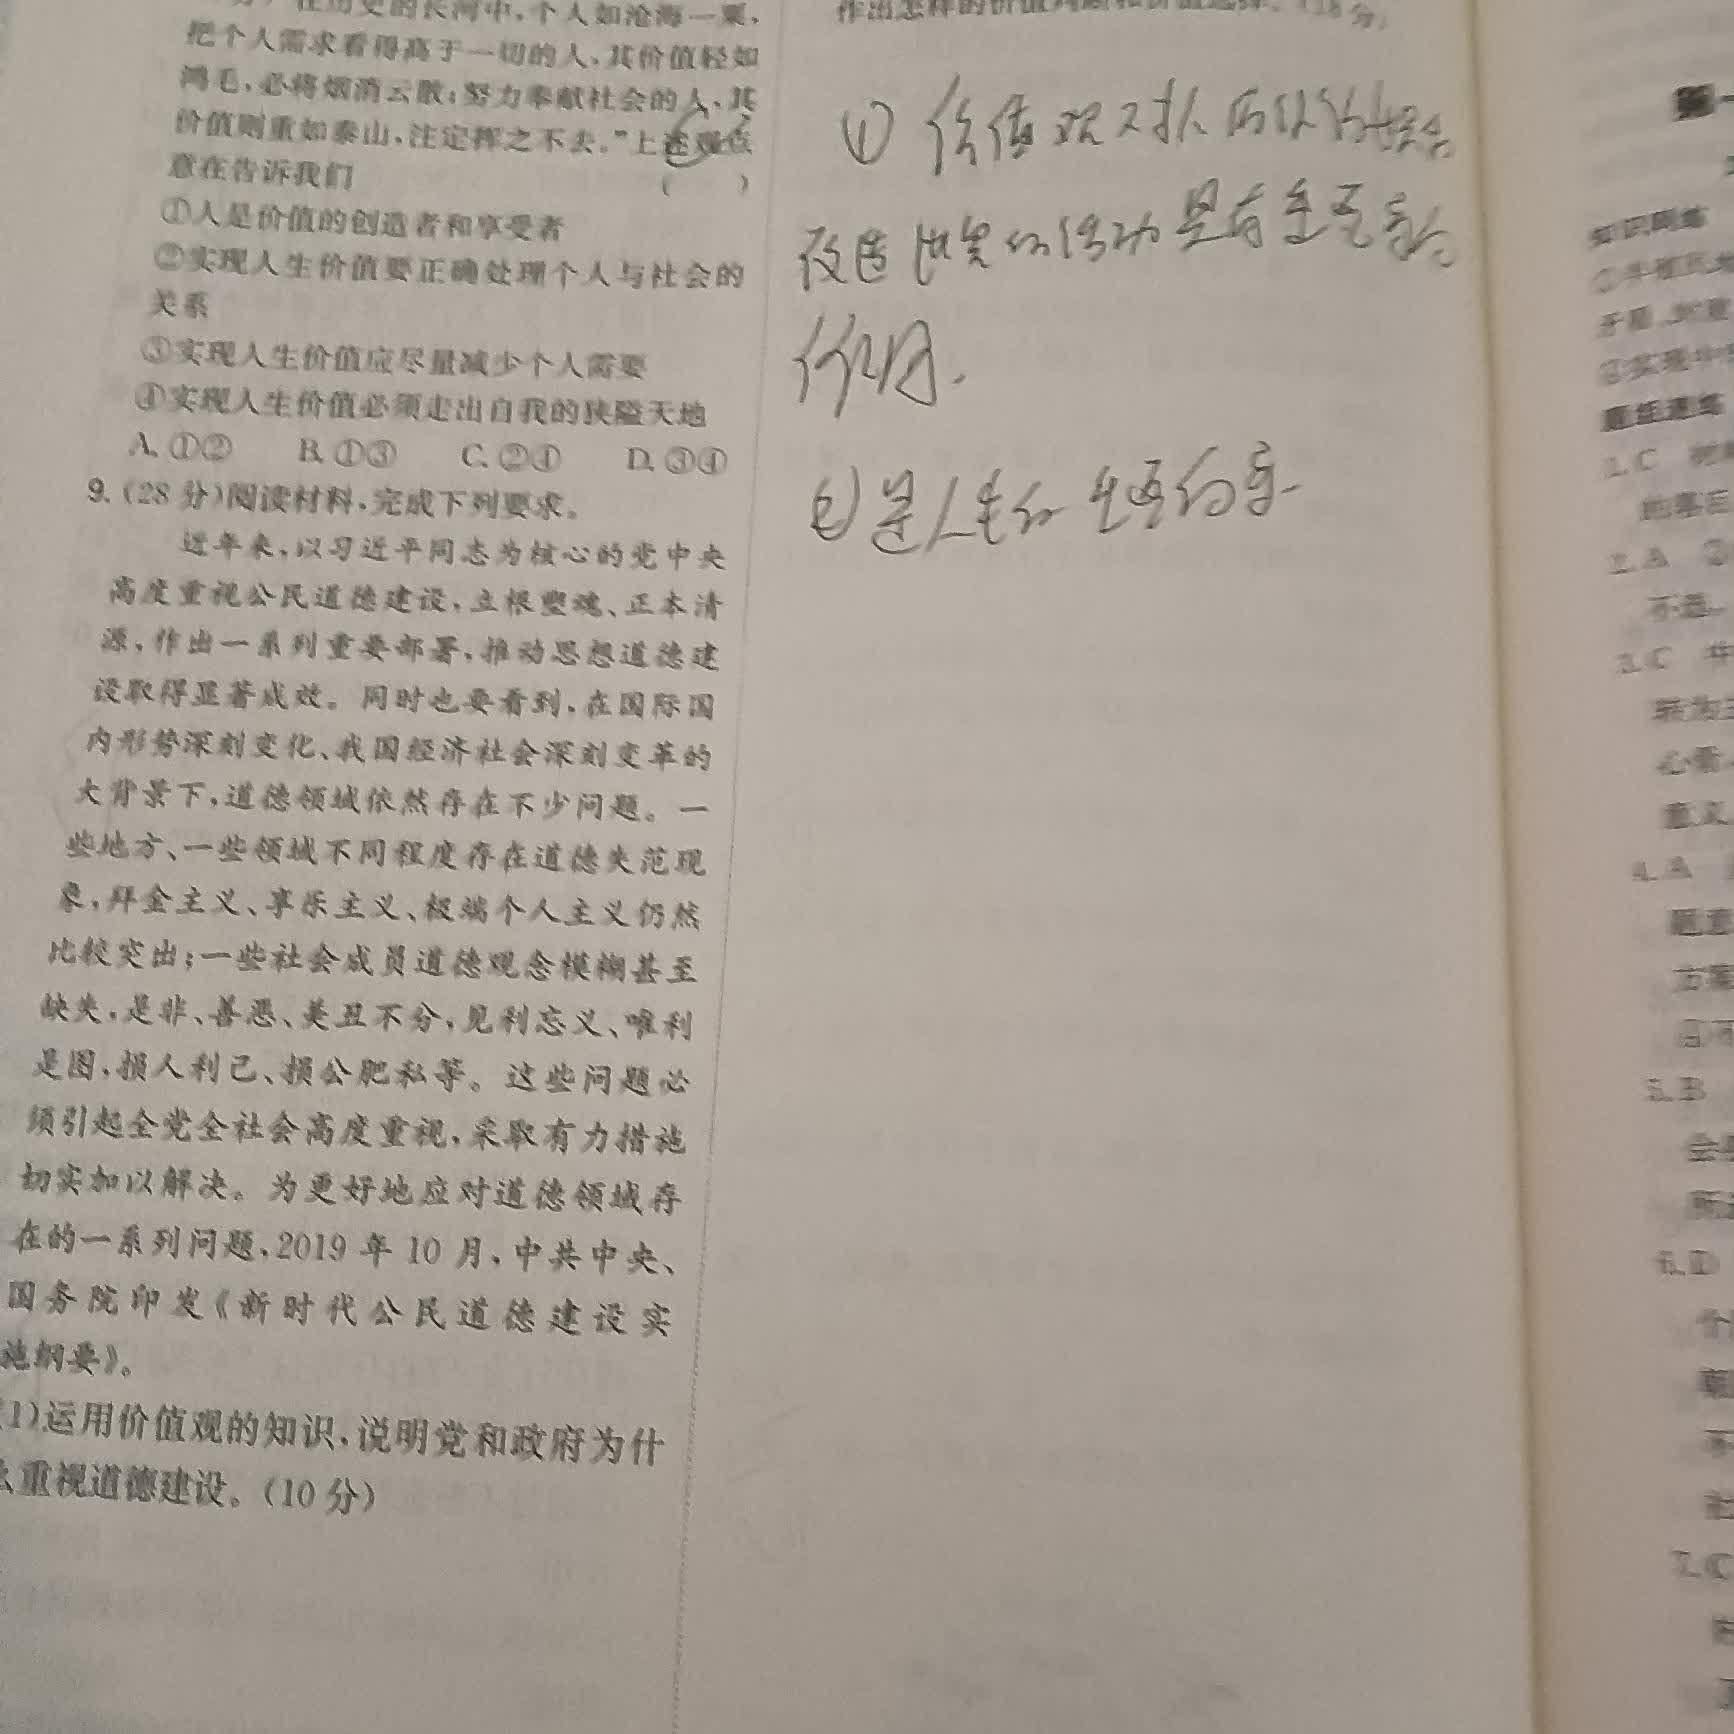 在历史的长河中，个人如沧海一粟，
把个人需求看得高于一切的人，其价值轻如
鸿毛，必将烟消云散；努力奉献社会的人，其
价值则重如泰山，注定挥之不去。”上述观点
意在告诉我们（　　）
①人是价值的创造者和享受者
②实现人生价值要正确处理个人与社会的
关系
③实现人生价值应尽量减少个人需要
④实现人生价值必须走出自我的狭隘天地
A.①② B.①③ C.②④ D.③④
9.(28分)阅读材料，完成下列要求。
近年来，以习近平同志为核心的党中央
高度重视公民道德建设，立根塑魂、正本清
源，作出一系列重要部署，推动思想道德建
设取得显著成效。同时也要看到，在国际国
内形势深刻变化、我国经济社会深刻变革的
大背景下，道德领域依然存在不少问题。一
些地方、一些领域不同程度存在道德失范现
象，拜金主义、享乐主义、极端个人主义仍然
比较突出；一些社会成员道德观念模糊甚至
缺失，是非、善恶、美丑不分，见利忘义、唯利
是图，损人利己、损公肥私等。这些问题必
须引起全党全社会高度重视，采取有力措施
切实加以解决。为更好地应对道德领域存
在的一系列问题，2019年10月，中共中央、
国务院印发《新时代公民道德建设实
施纲要》。
(1)运用价值观的知识，说明党和政府为什
么重视道德建设。(10分)
作出怎样的价值判断和价值选择。(18分)
① 价值观对人
改造世界的活动具有重要
作用.
②是人生的
知识网络
1.C
2.A
不选
3.C
4.A
题意
5.B
6.D
7.C